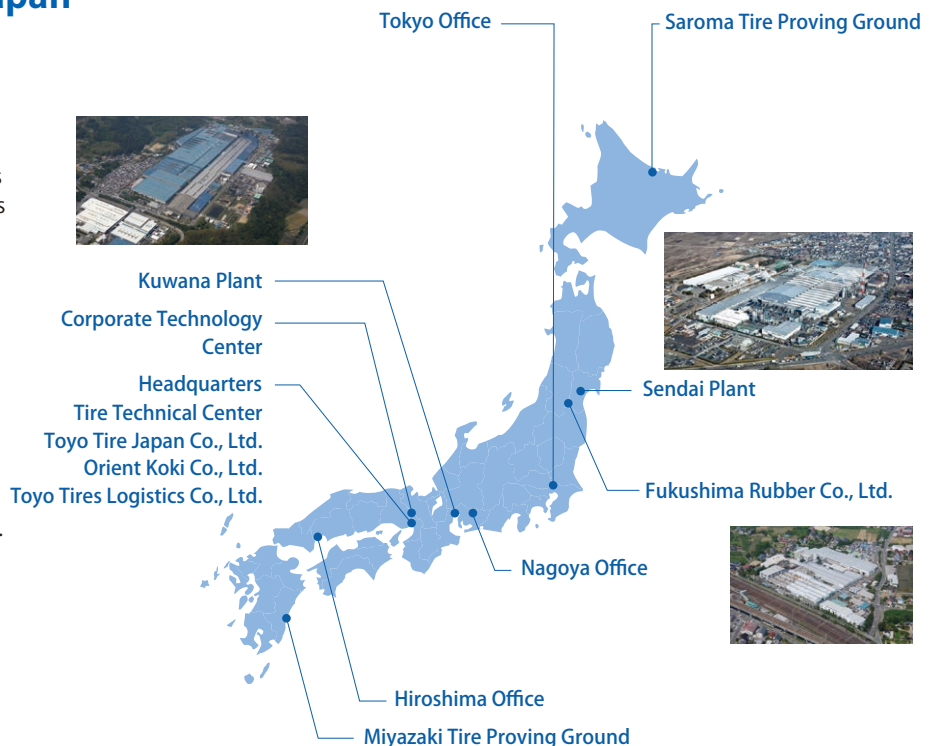 Tokyo Office
Saroma Tire Proving Ground
Kuwana Plant
Corporate Technology
Center
Headquarters
Tire Technical Center
Toyo Tire Japan Co., Ltd.
Orient Koki Co., Ltd.
Toyo Tires Logistics Co., Ltd.
Sendai Plant
Fukushima Rubber Co., Ltd.
Nagoya Office
Hiroshima Office
Miyazaki Tire Proving Ground